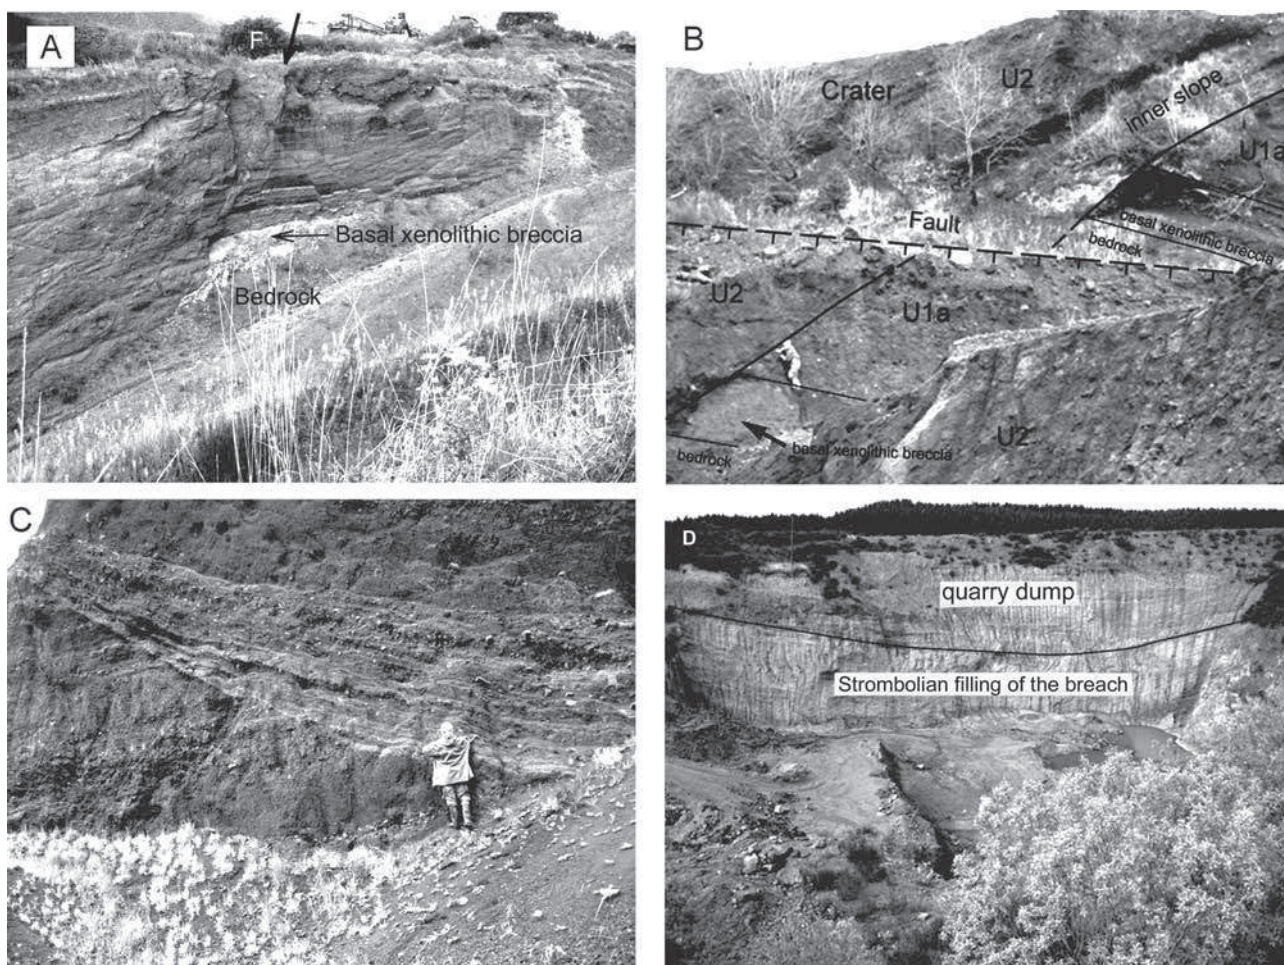 A
F
Basal xenolithic breccia
Bedrock
B
Crater
U2
inner slope
U1a
basal xenolithic breccia
bedrock
Fault
U2
U1a
basal xenolithic breccia
bedrock
U2
C
D
quarry dump
Strombolian filling of the breach